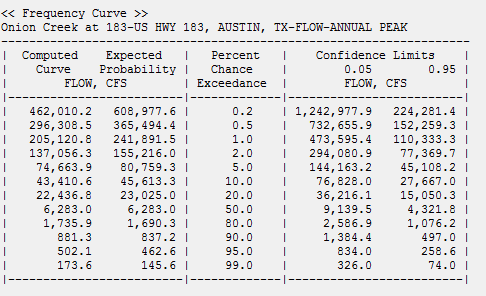 << Frequency Curve >>
Onion Creek at 183-US HWY 183, AUSTIN, TX-FLOW-ANNUAL PEAK
| Computed Expected | Percent | Confidence Limits |
| Curve Probability | Chance | 0.05 0.95 |
| FLOW, CFS | Exceedance | FLOW, CFS |
| 462,010.2 608,977.6 | 0.2 | 1,242,977.9 224,281.4 |
| 296,308.5 365,494.4 | 0.5 | 732,655.9 152,259.3 |
| 205,120.8 241,891.5 | 1.0 | 473,595.4 110,333.3 |
| 137,056.3 155,216.0 | 2.0 | 294,080.9 77,369.7 |
| 74,663.9 80,759.3 | 5.0 | 144,163.2 45,108.2 |
| 43,410.6 45,613.3 | 10.0 | 76,828.0 27,667.0 |
| 22,436.8 23,025.0 | 20.0 | 36,216.1 15,050.3 |
| 6,283.0 6,283.0 | 50.0 | 9,139.5 4,321.8 |
| 1,735.9 1,690.3 | 80.0 | 2,586.9 1,076.2 |
| 881.3 837.2 | 90.0 | 1,384.4 497.0 |
| 502.1 462.6 | 95.0 | 834.0 258.6 |
| 173.6 145.6 | 99.0 | 326.0 74.0 |